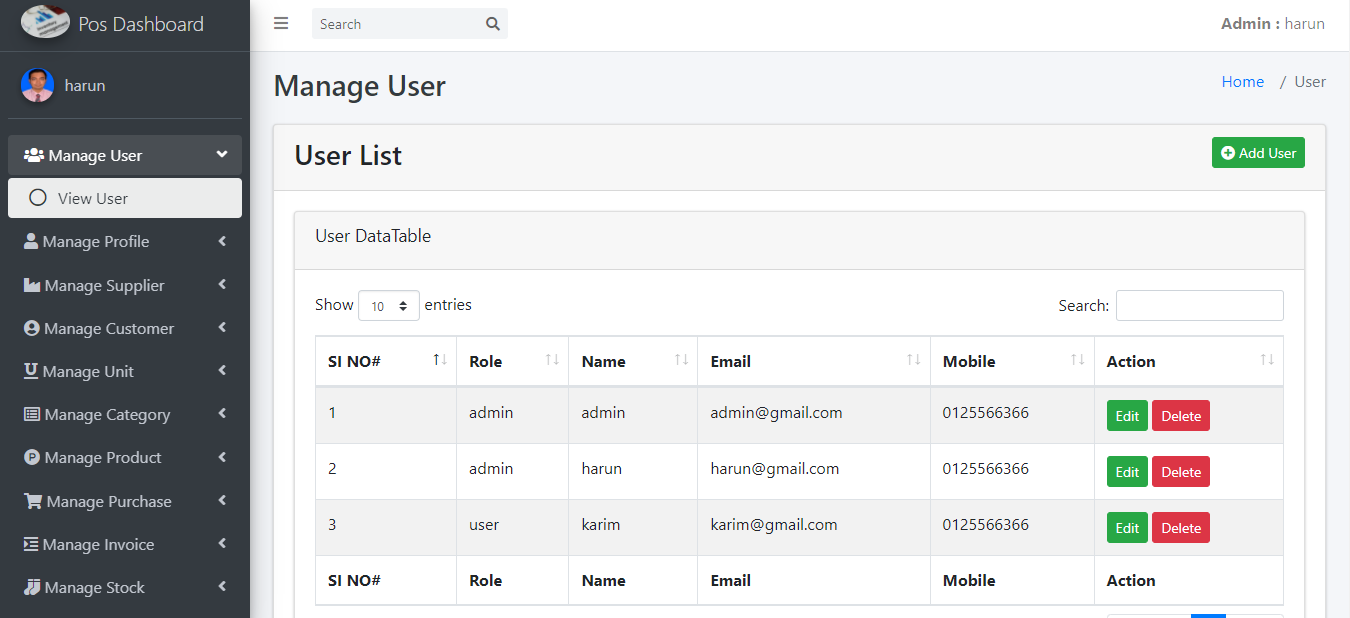 Pos Dashboard
harun
Manage User
View User
Manage Profile
Manage Supplier
Manage Customer
Manage Unit
Manage Category
Manage Product
Manage Purchase
Manage Invoice
Manage Stock
Search
Admin : harun
Manage User
Home / User
User List
Add User
User DataTable
Show 10 entries
Search:
SI NO# Role Name Email Mobile Action
1 admin admin admin@gmail.com 0125566366 Edit Delete
2 admin harun harun@gmail.com 0125566366 Edit Delete
3 user karim karim@gmail.com 0125566366 Edit Delete
SI NO# Role Name Email Mobile Action